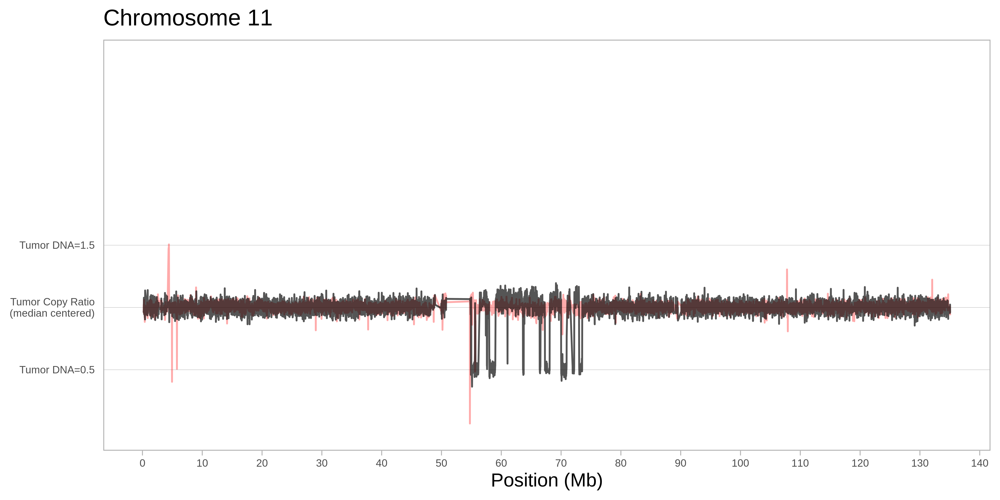 Chromosome 11
Tumor DNA=1.5
Tumor Copy Ratio
(median centered)
Tumor DNA=0.5
0 10 20 30 40 50 60 70 80 90 100 110 120 130 140
Position (Mb)